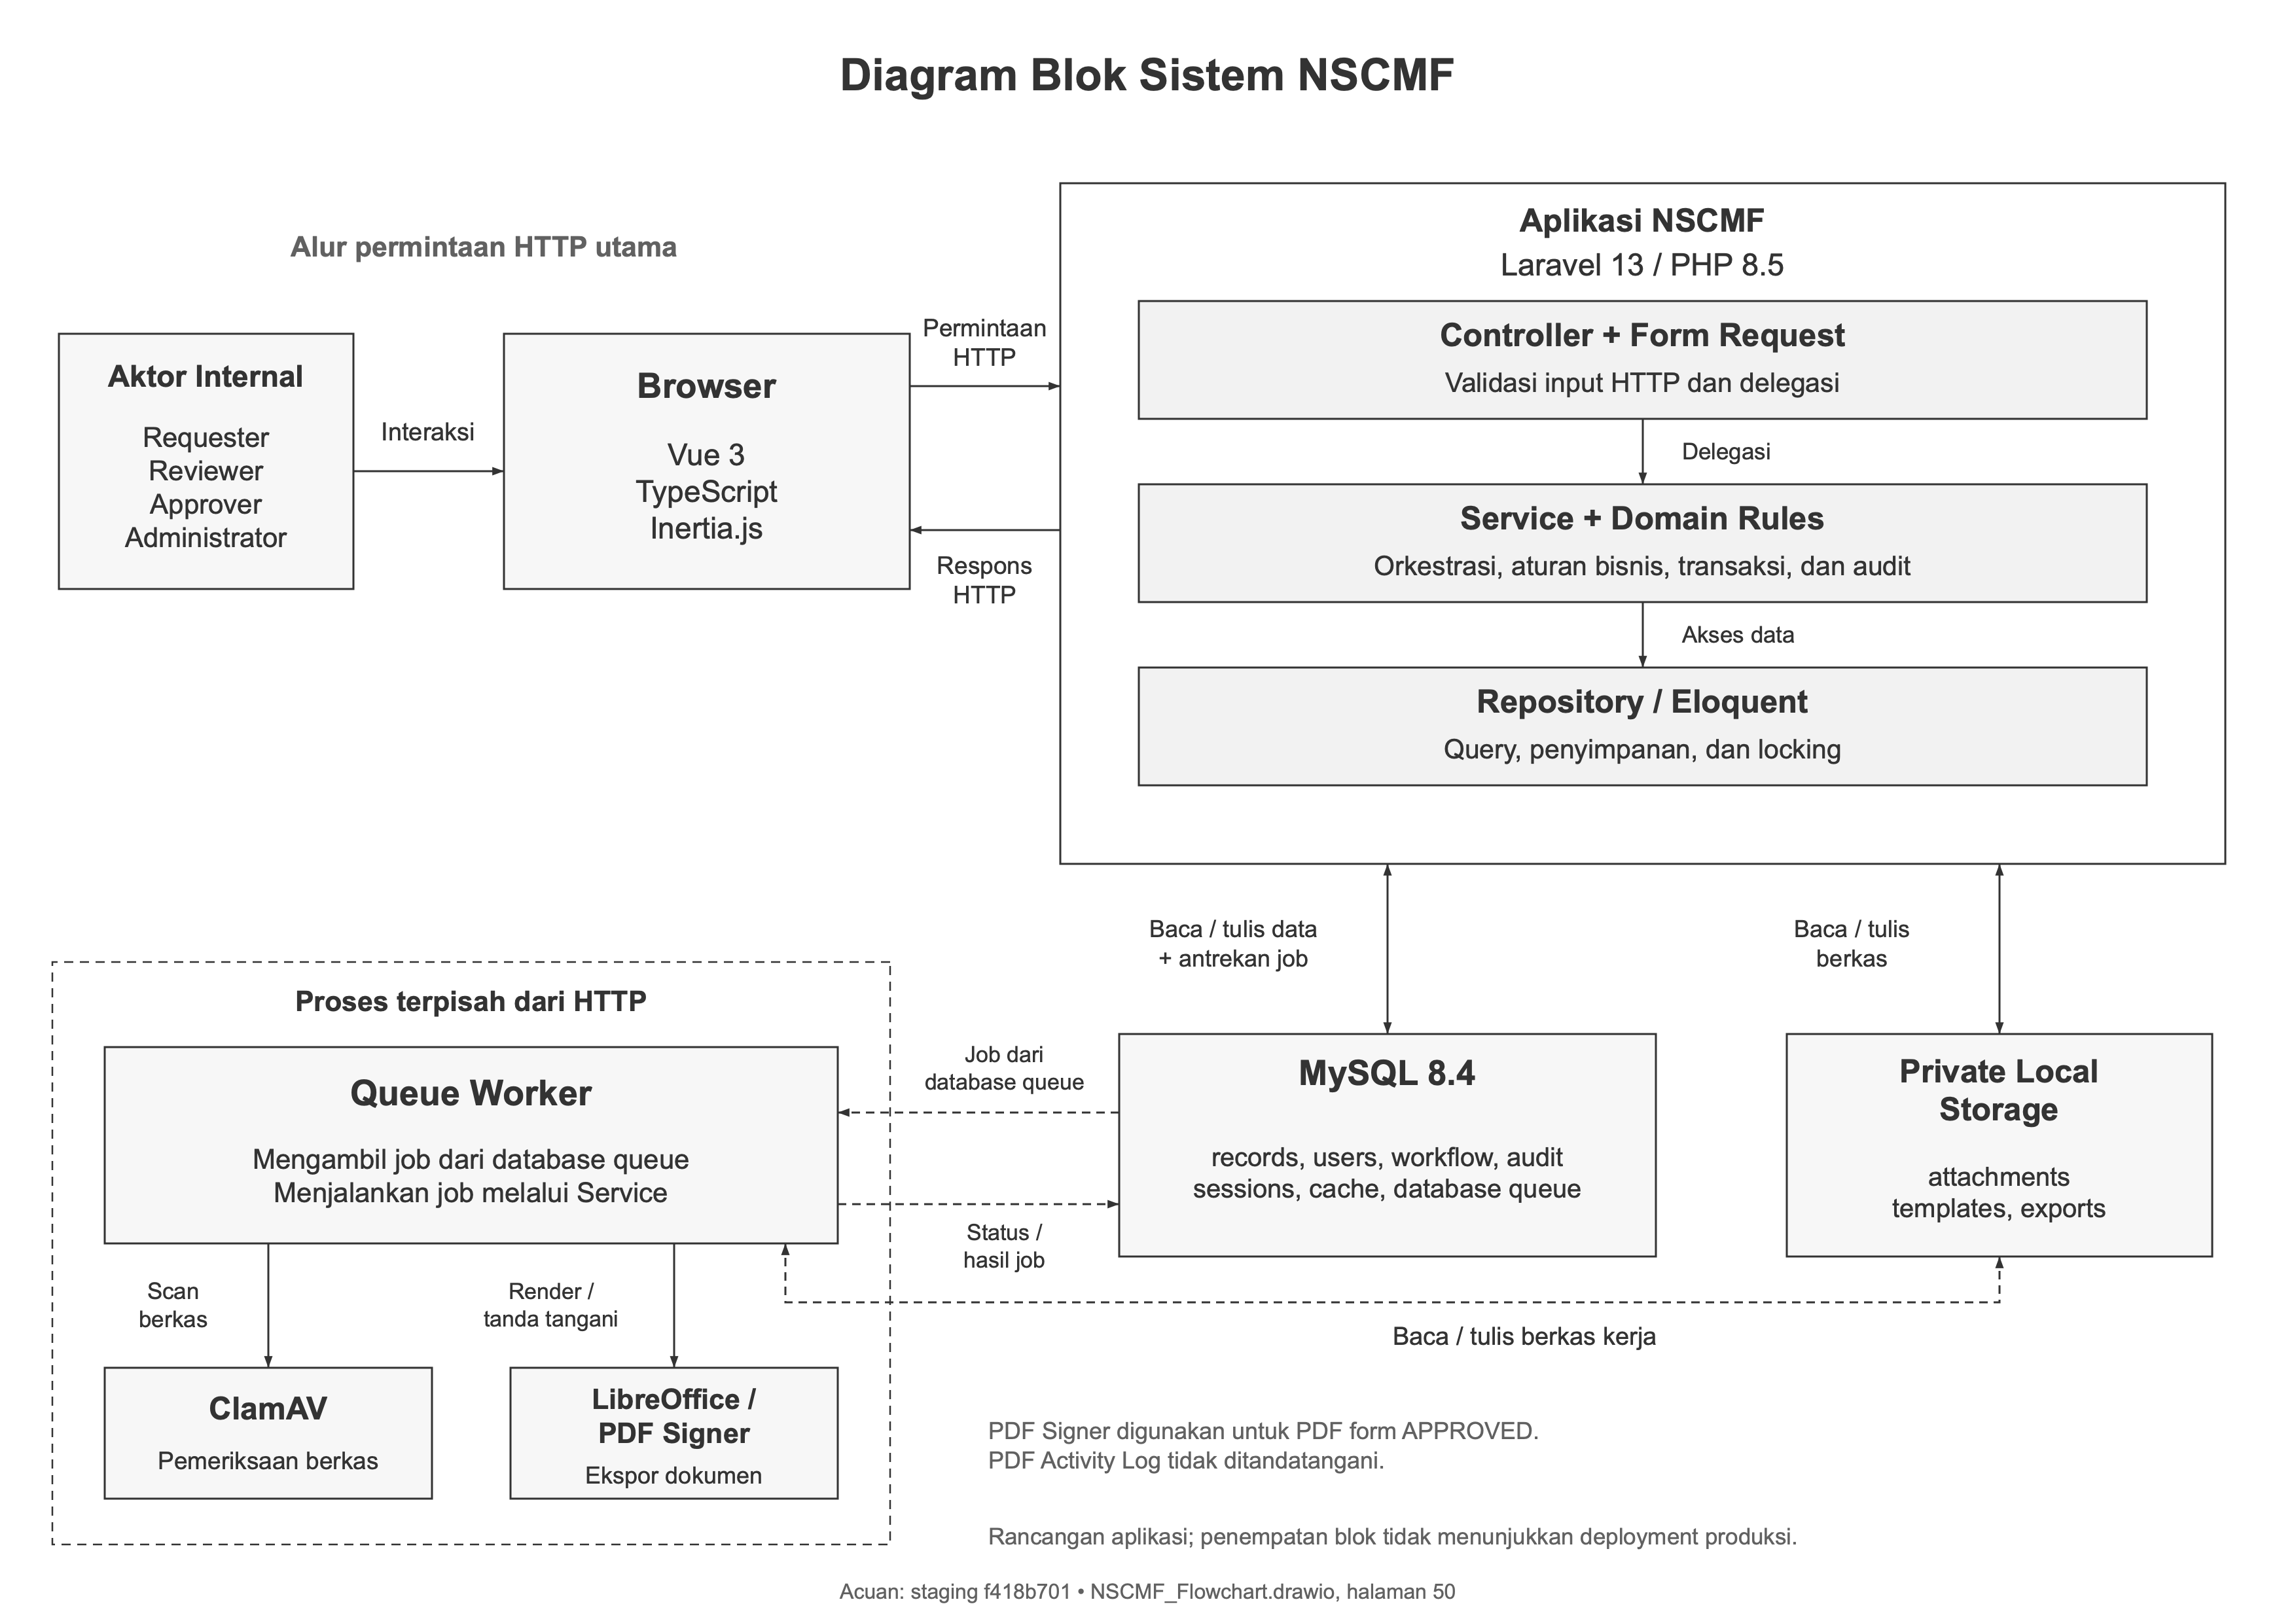 Diagram Blok Sistem NSCMF
Alur permintaan HTTP utama
Aktor Internal
Requester
Reviewer
Approver
Administrator
Interaksi
Browser
Vue 3
TypeScript
Inertia.js
Permintaan
HTTP
Respons
HTTP
Aplikasi NSCMF
Laravel 13 / PHP 8.5
Controller + Form Request
Validasi input HTTP dan delegasi
Delegasi
Service + Domain Rules
Orkestrasi, aturan bisnis, transaksi, dan audit
Akses data
Repository / Eloquent
Query, penyimpanan, dan locking
Baca / tulis data
+ antrekan job
Baca / tulis
berkas
Proses terpisah dari HTTP
Queue Worker
Mengambil job dari database queue
Menjalankan job melalui Service
Job dari
database queue
Status /
hasil job
MySQL 8.4
records, users, workflow, audit
sessions, cache, database queue
Private Local
Storage
attachments
templates, exports
Scan
berkas
Render /
tanda tangani
Baca / tulis berkas kerja
ClamAV
Pemeriksaan berkas
LibreOffice /
PDF Signer
Ekspor dokumen
PDF Signer digunakan untuk PDF form APPROVED.
PDF Activity Log tidak ditandatangani.
Rancangan aplikasi; penempatan blok tidak menunjukkan deployment produksi.
Acuan: staging f418b701 • NSCMF_Flowchart.drawio, halaman 50